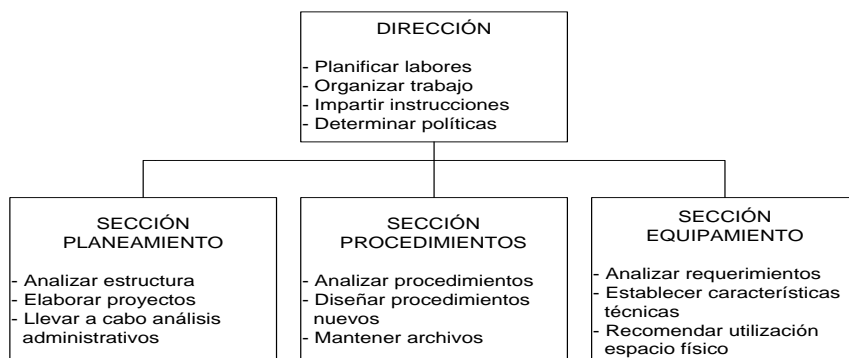 DIRECCIÓN
- Planificar labores
- Organizar trabajo
- Impartir instrucciones
- Determinar políticas
SECCIÓN
PLANEAMIENTO
- Analizar estructura
- Elaborar proyectos
- Llevar a cabo análisis
administrativos
SECCIÓN
PROCEDIMIENTOS
- Analizar procedimientos
- Diseñar procedimientos
nuevos
- Mantener archivos
SECCIÓN
EQUIPAMIENTO
- Analizar requerimientos
- Establecer características
técnicas
- Recomendar utilización
espacio físico